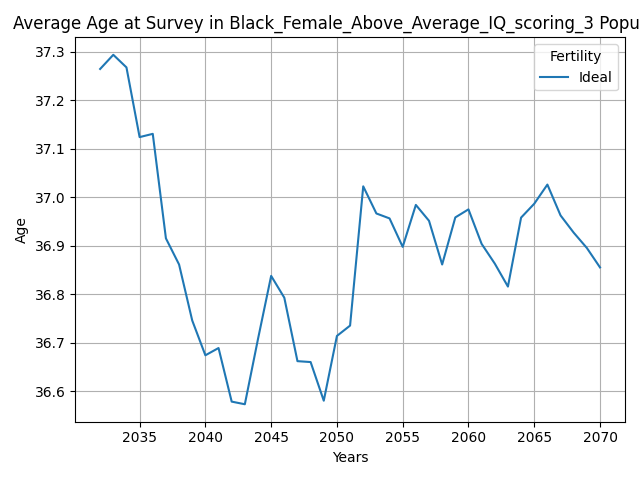 Average Age at Survey in Black_Female_Above_Average_IQ_scoring_3 Popu
Fertility
Ideal
37.3
37.2
37.1
37.0
36.9
36.8
36.7
36.6
Age
2035 2040 2045 2050 2055 2060 2065 2070
Years